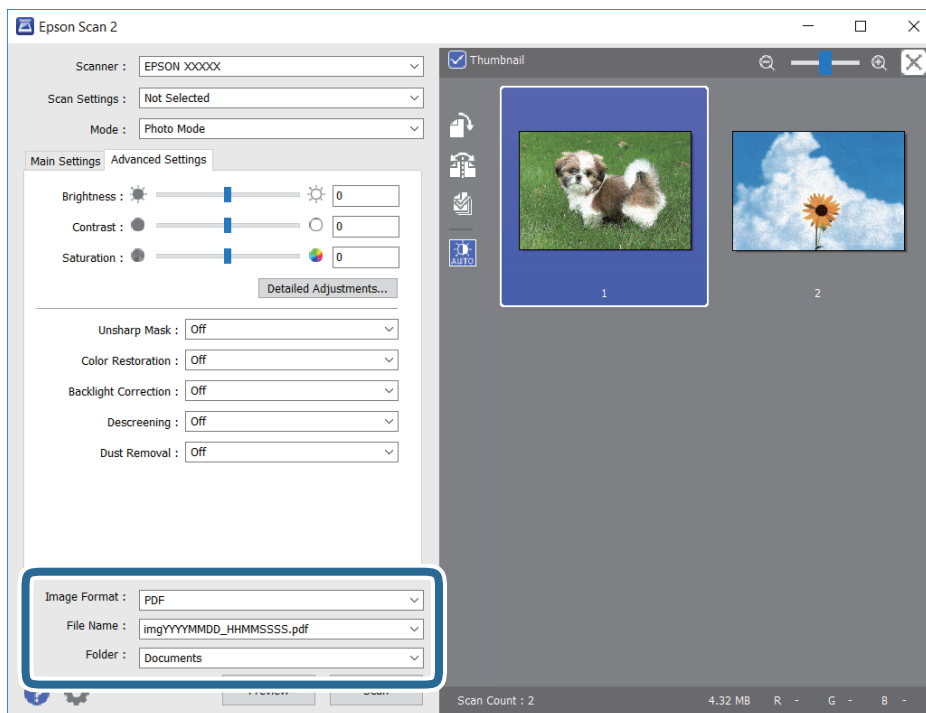 Epson Scan 2
Scanner : EPSON XXXXX
Scan Settings : Not Selected
Mode : Photo Mode
Main Settings Advanced Settings
Brightness : 0
Contrast : 0
Saturation : 0
Detailed Adjustments...
Unsharp Mask : Off
Color Restoration : Off
Backlight Correction : Off
Descreening : Off
Dust Removal : Off
Image Format : PDF
File Name : imgYYYYMMDD_HHMMSSSS.pdf
Folder : Documents
Preview Scan
Thumbnail
AUTO
1 2
Scan Count : 2 4.32 MB R - G - B -